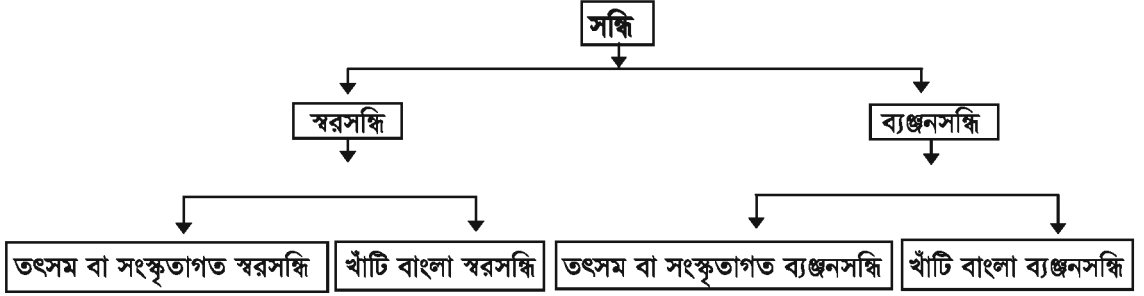 সন্ধি
স্বরসন্ধি
ব্যঞ্জনসন্ধি
তৎসম বা সংস্কৃতাগত স্বরসন্ধি
খাঁটি বাংলা স্বরসন্ধি
তৎসম বা সংস্কৃতাগত ব্যঞ্জনসন্ধি
খাঁটি বাংলা ব্যঞ্জনসন্ধি